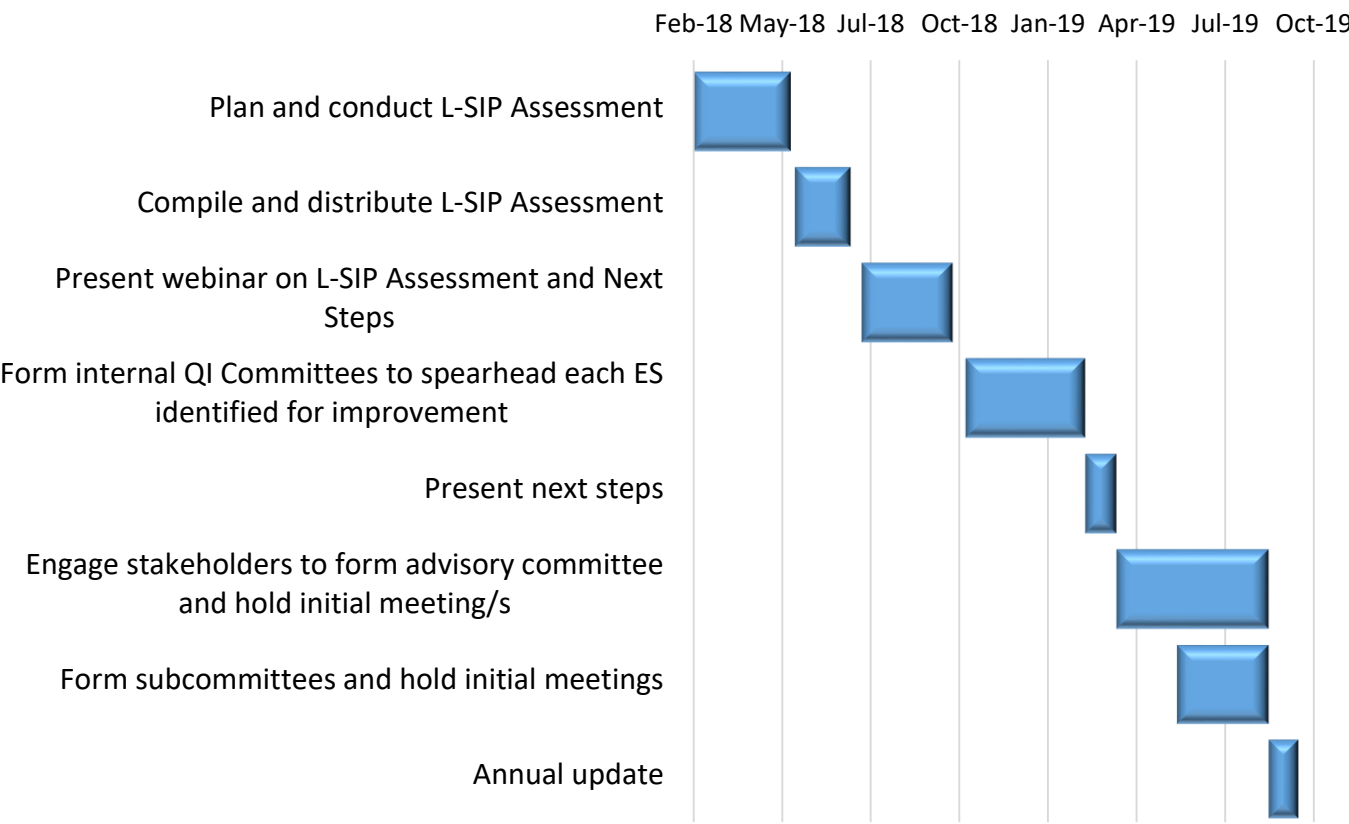 Feb-18 May-18 Jul-18 Oct-18 Jan-19 Apr-19 Jul-19 Oct-19
Plan and conduct L-SIP Assessment
Compile and distribute L-SIP Assessment
Present webinar on L-SIP Assessment and Next
Steps
Form internal QI Committees to spearhead each ES
identified for improvement
Present next steps
Engage stakeholders to form advisory committee
and hold initial meeting/s
Form subcommittees and hold initial meetings
Annual update